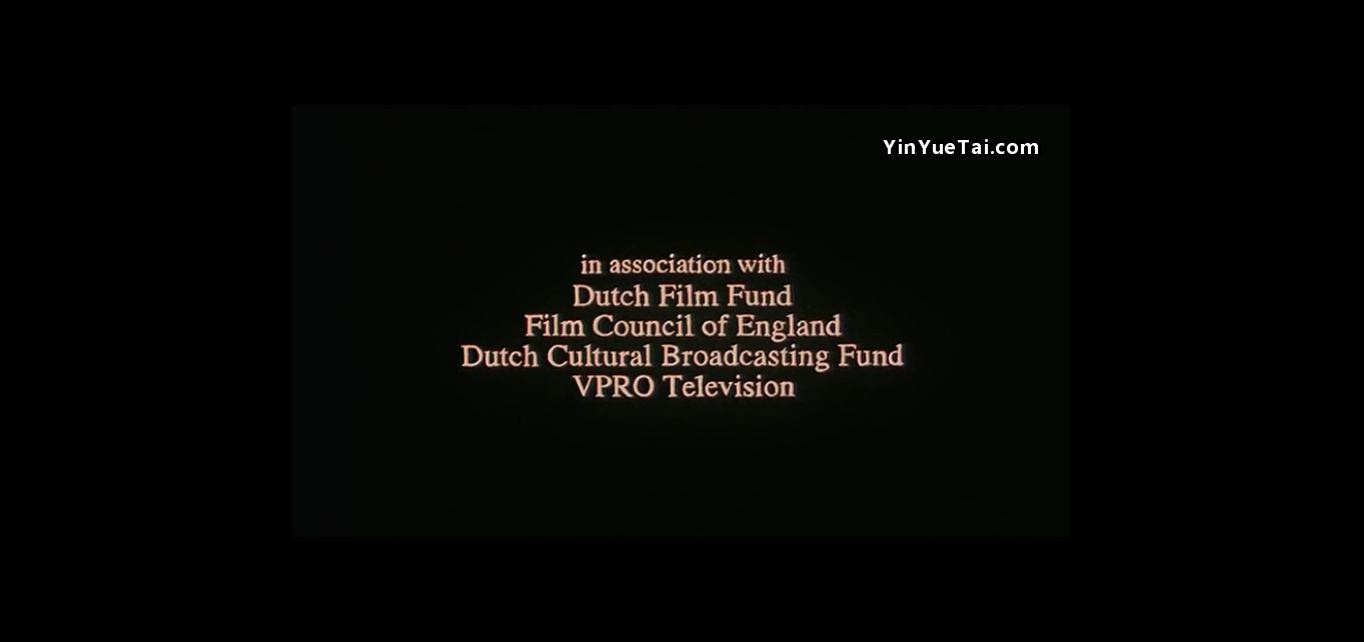 YinYueTai.com
in association with
Dutch Film Fund
Film Council of England
Dutch Cultural Broadcasting Fund
VPRO Television